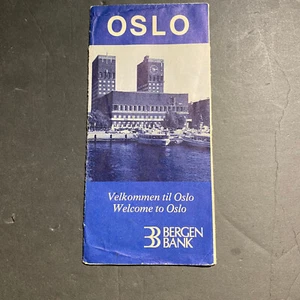 OSLO
Velkommen til Oslo
Welcome to Oslo
BERGEN
BANK